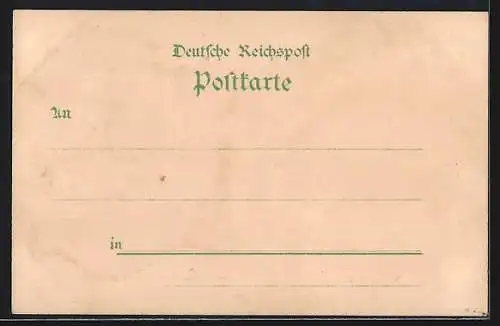 Deutſche Reichspoſt
Poſtkarte
An
in